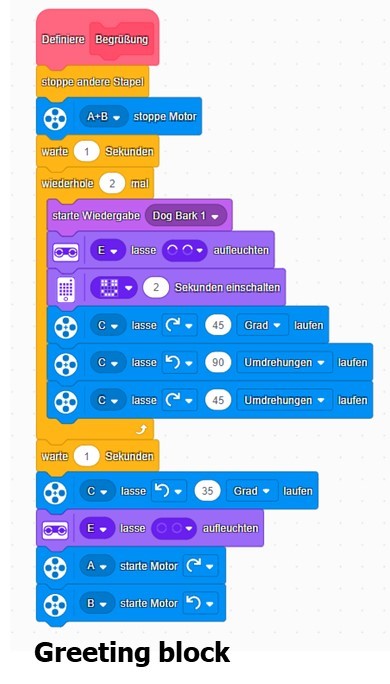 Definiere Begrüßung
stoppe andere Stapel
A+B stoppe Motor
warte 1 Sekunden
wiederhole 2 mal
starte Wiedergabe Dog Bark 1
E lasse aufleuchten
2 Sekunden einschalten
C lasse 45 Grad laufen
C lasse 90 Umdrehungen laufen
C lasse 45 Umdrehungen laufen
warte 1 Sekunden
C lasse 35 Grad laufen
E lasse aufleuchten
A starte Motor
B starte Motor
Greeting block